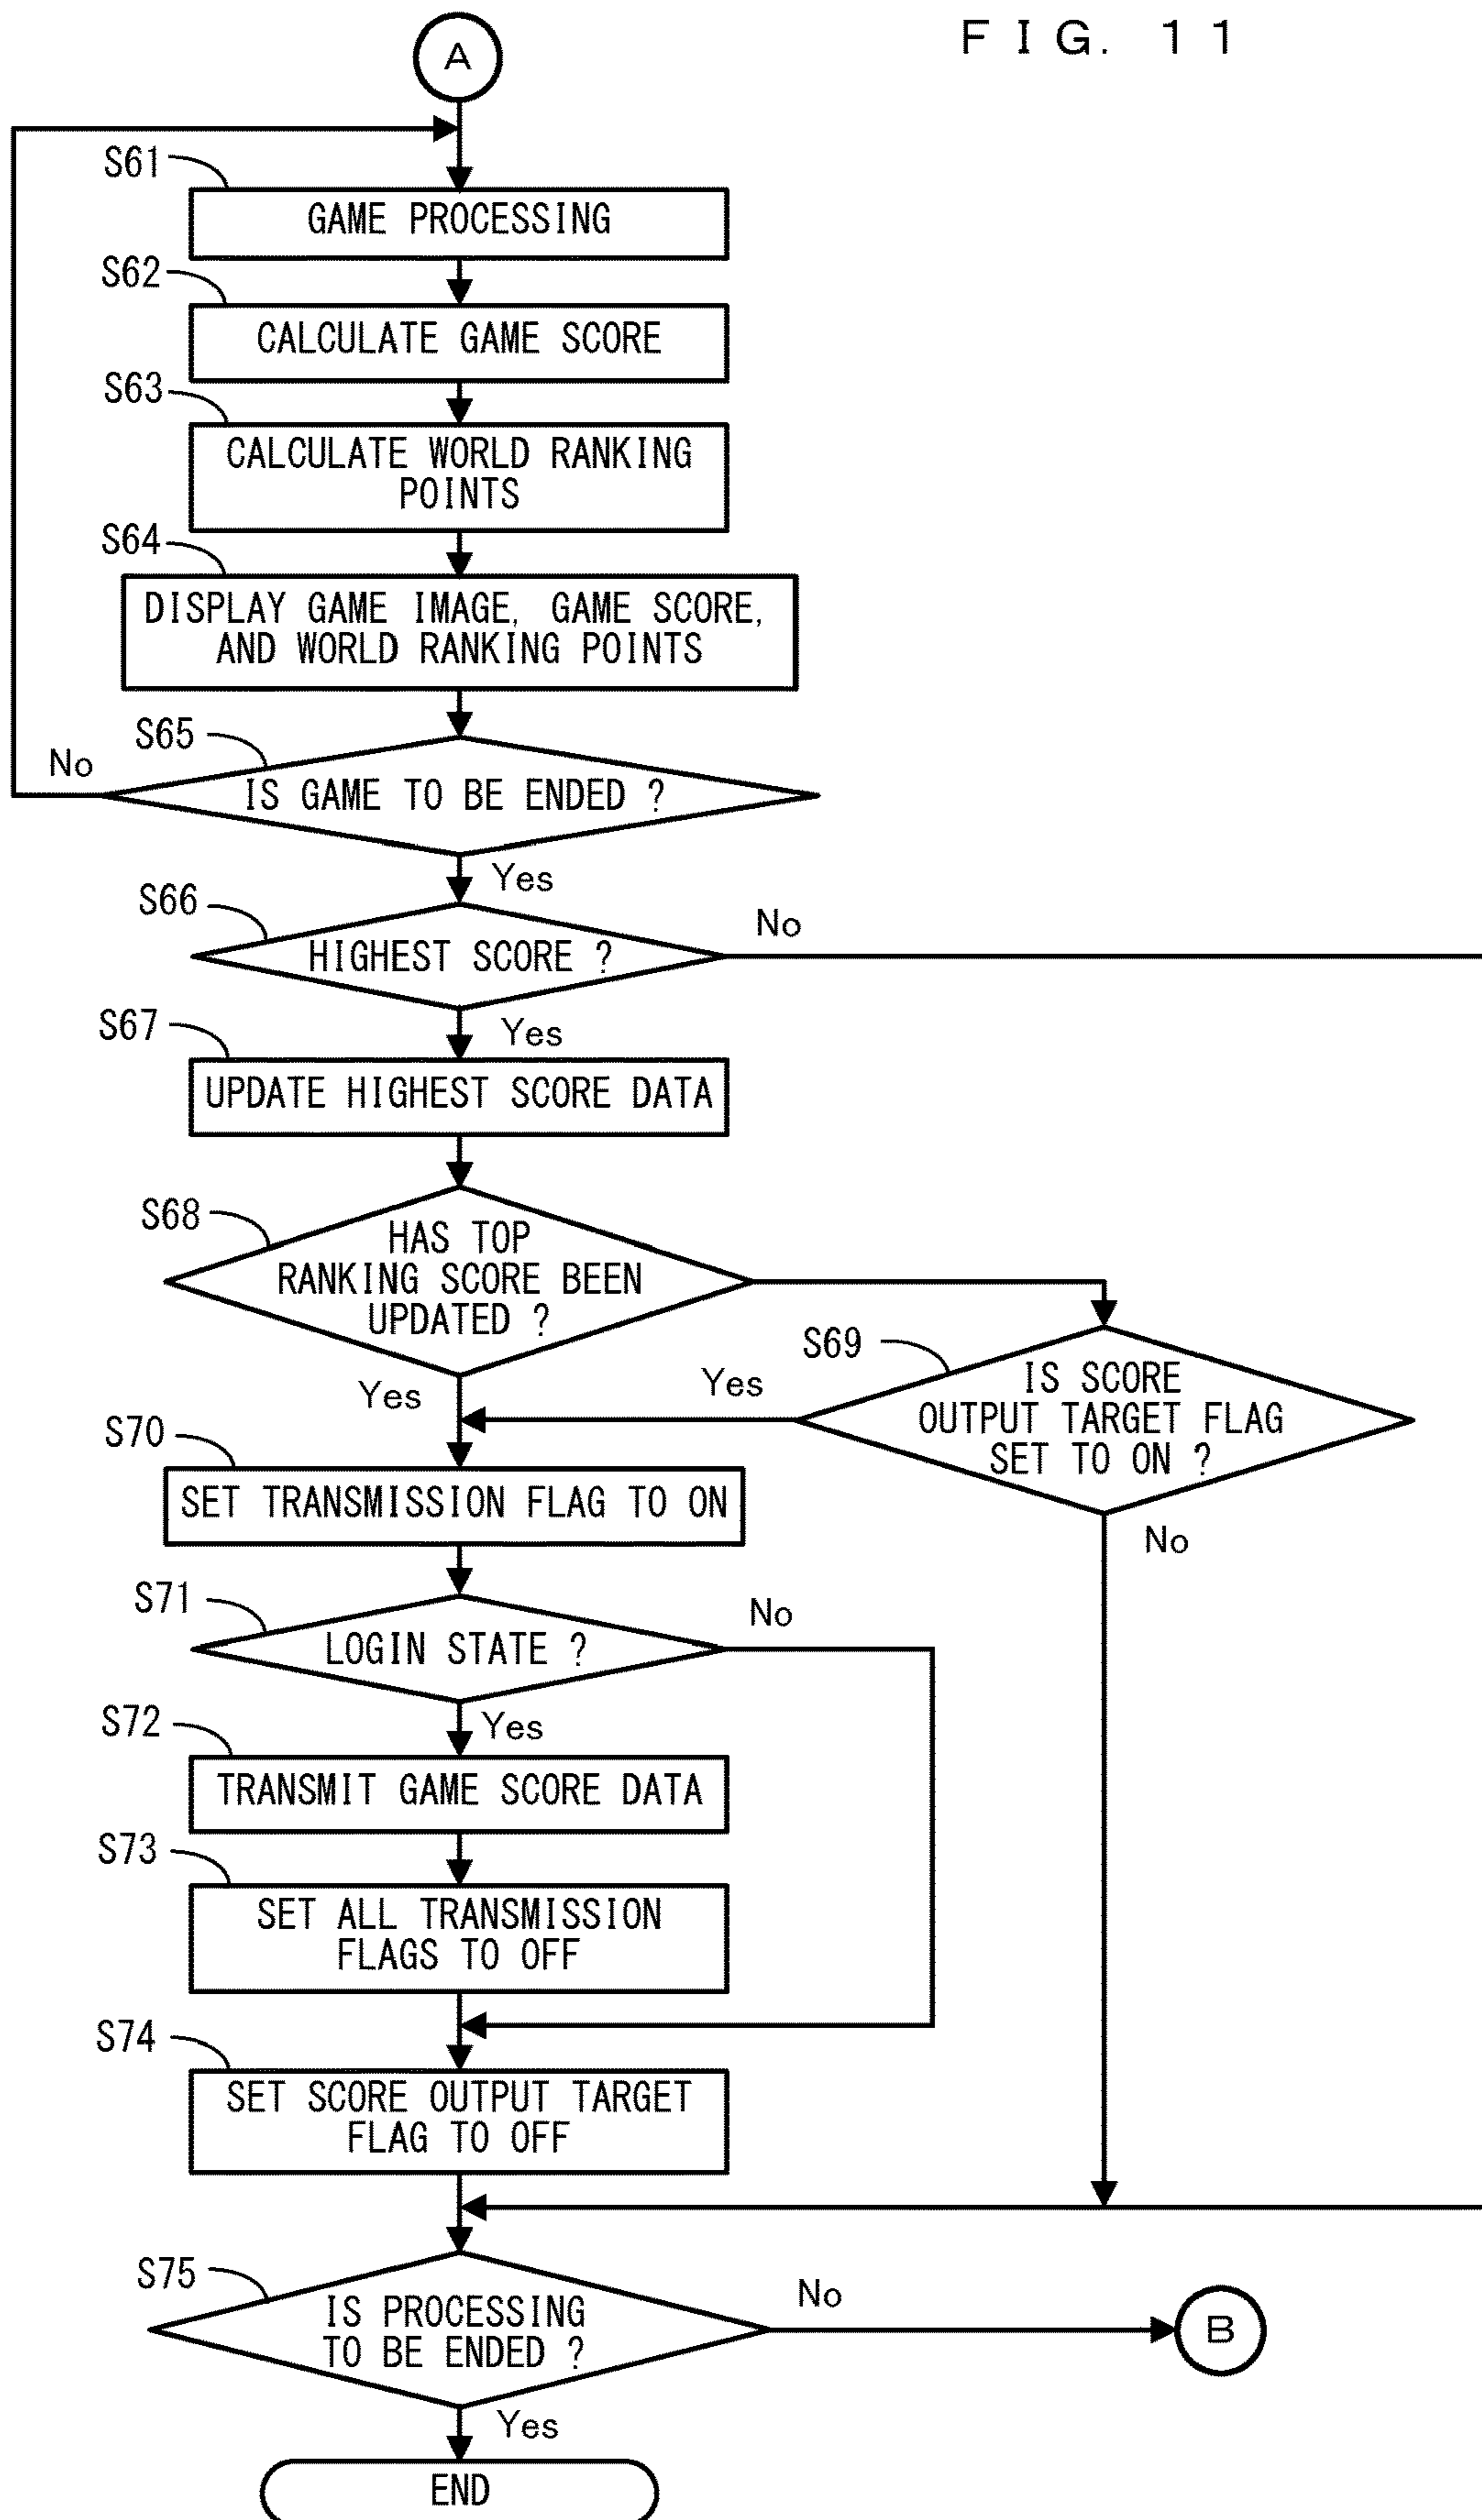 FIG. 11
A
S61
GAME PROCESSING
S62
CALCULATE GAME SCORE
S63
CALCULATE WORLD RANKING
POINTS
S64
DISPLAY GAME IMAGE, GAME SCORE,
AND WORLD RANKING POINTS
S65
No
IS GAME TO BE ENDED ?
Yes
S66
No
HIGHEST SCORE ?
Yes
S67
UPDATE HIGHEST SCORE DATA
S68
HAS TOP
RANKING SCORE BEEN
UPDATED ?
Yes
S69
Yes
IS SCORE
OUTPUT TARGET FLAG
SET TO ON ?
No
S70
SET TRANSMISSION FLAG TO ON
S71
No
LOGIN STATE ?
Yes
S72
TRANSMIT GAME SCORE DATA
S73
SET ALL TRANSMISSION
FLAGS TO OFF
S74
SET SCORE OUTPUT TARGET
FLAG TO OFF
S75
No
IS PROCESSING
TO BE ENDED ?
B
Yes
END